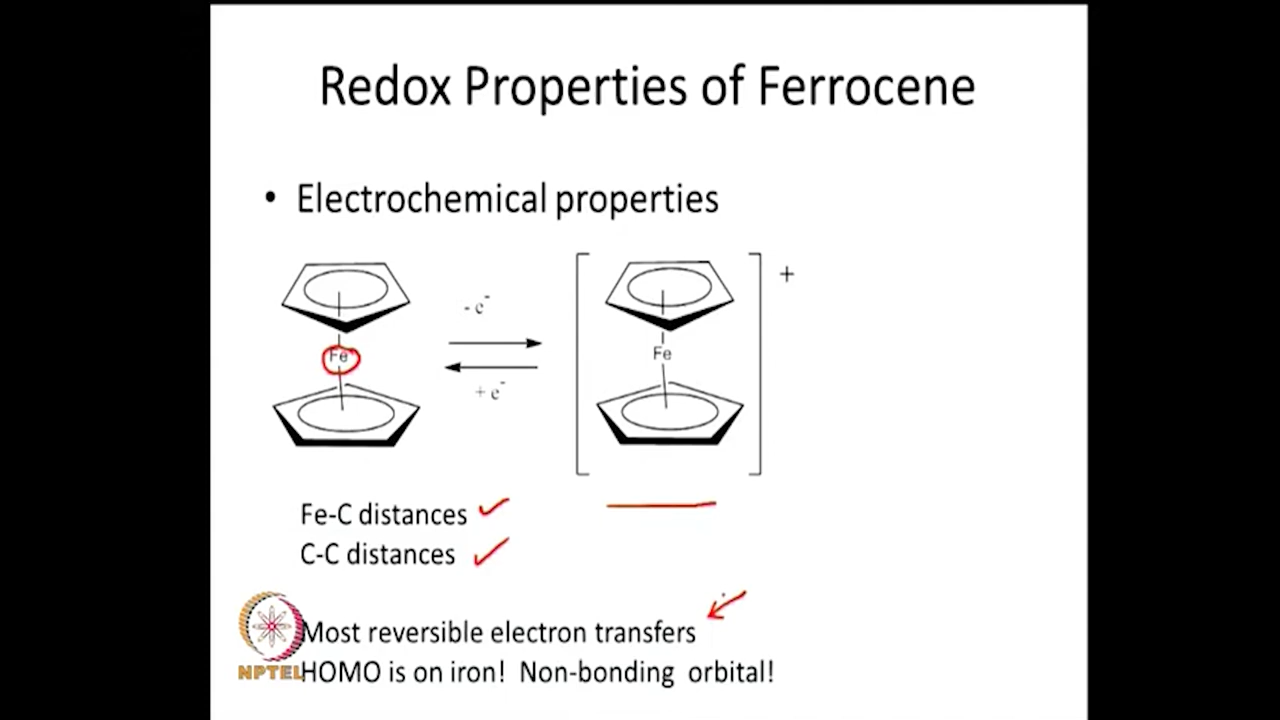 Redox Properties of Ferrocene
• Electrochemical properties
- e⁻
+
Fe
Fe
+ e⁻
Fe-C distances
C-C distances
Most reversible electron transfers
HOMO is on iron! Non-bonding orbital!
NPTEL